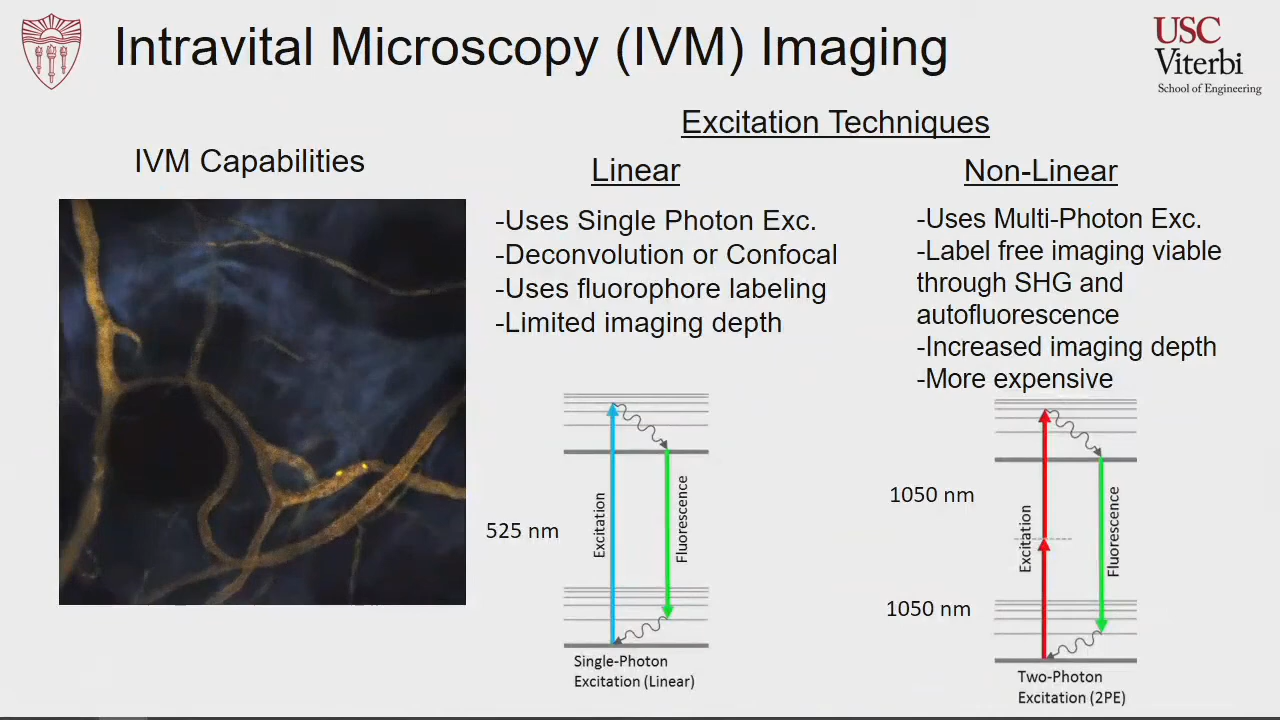 Intravital Microscopy (IVM) Imaging
USC
Viterbi
School of Engineering
IVM Capabilities
Excitation Techniques
Linear
-Uses Single Photon Exc.
-Deconvolution or Confocal
-Uses fluorophore labeling
-Limited imaging depth
525 nm
Excitation
Fluorescence
Single-Photon
Excitation (Linear)
Non-Linear
-Uses Multi-Photon Exc.
-Label free imaging viable
through SHG and
autofluorescence
-Increased imaging depth
-More expensive
1050 nm
1050 nm
Excitation
Fluorescence
Two-Photon
Excitation (2PE)